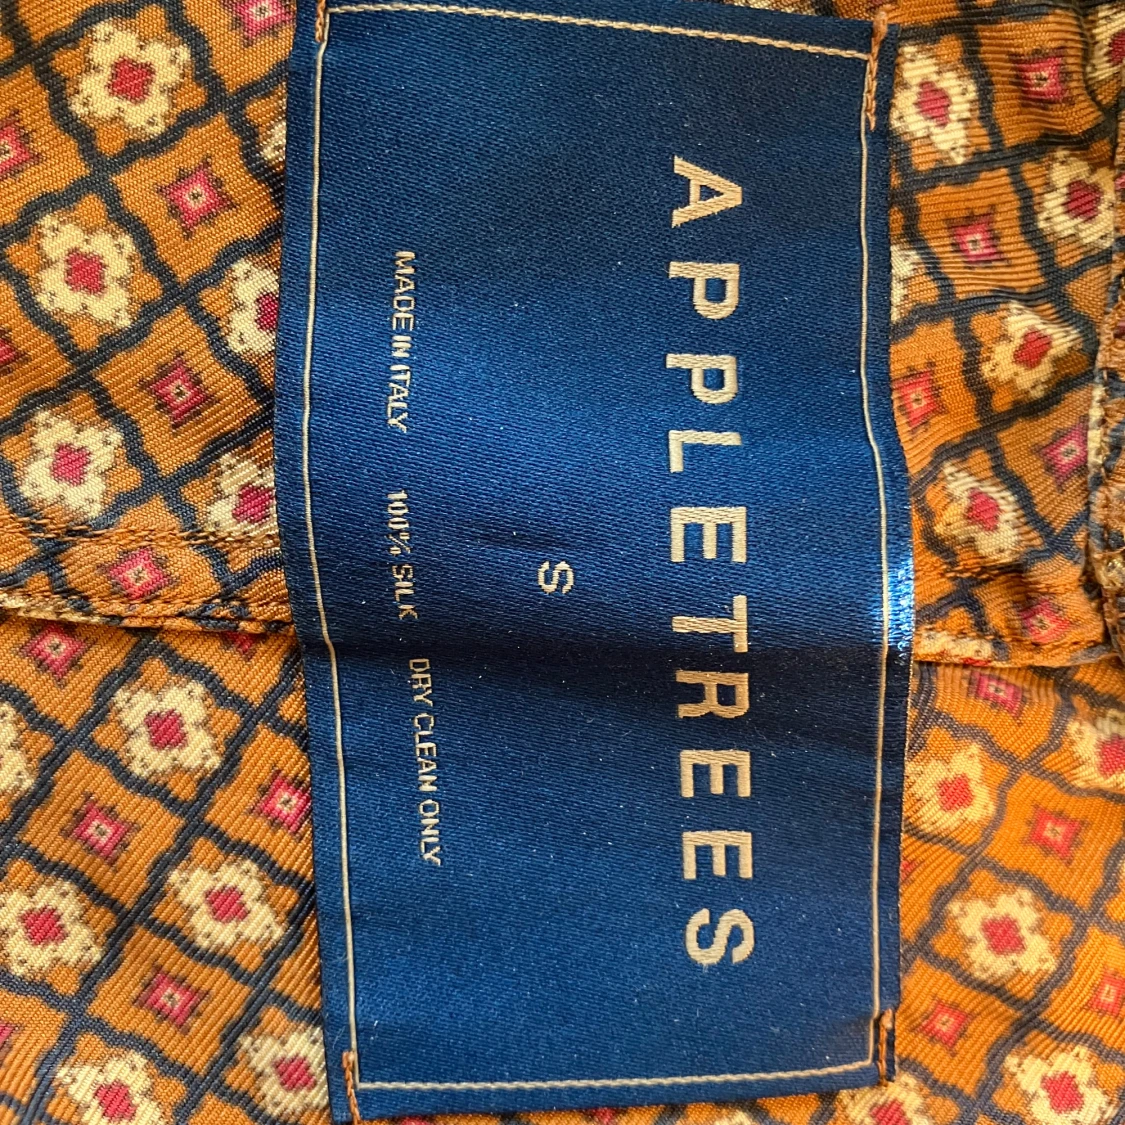 APPLETREES
S
MADE IN ITALY 100% SILK DRY CLEAN ONLY